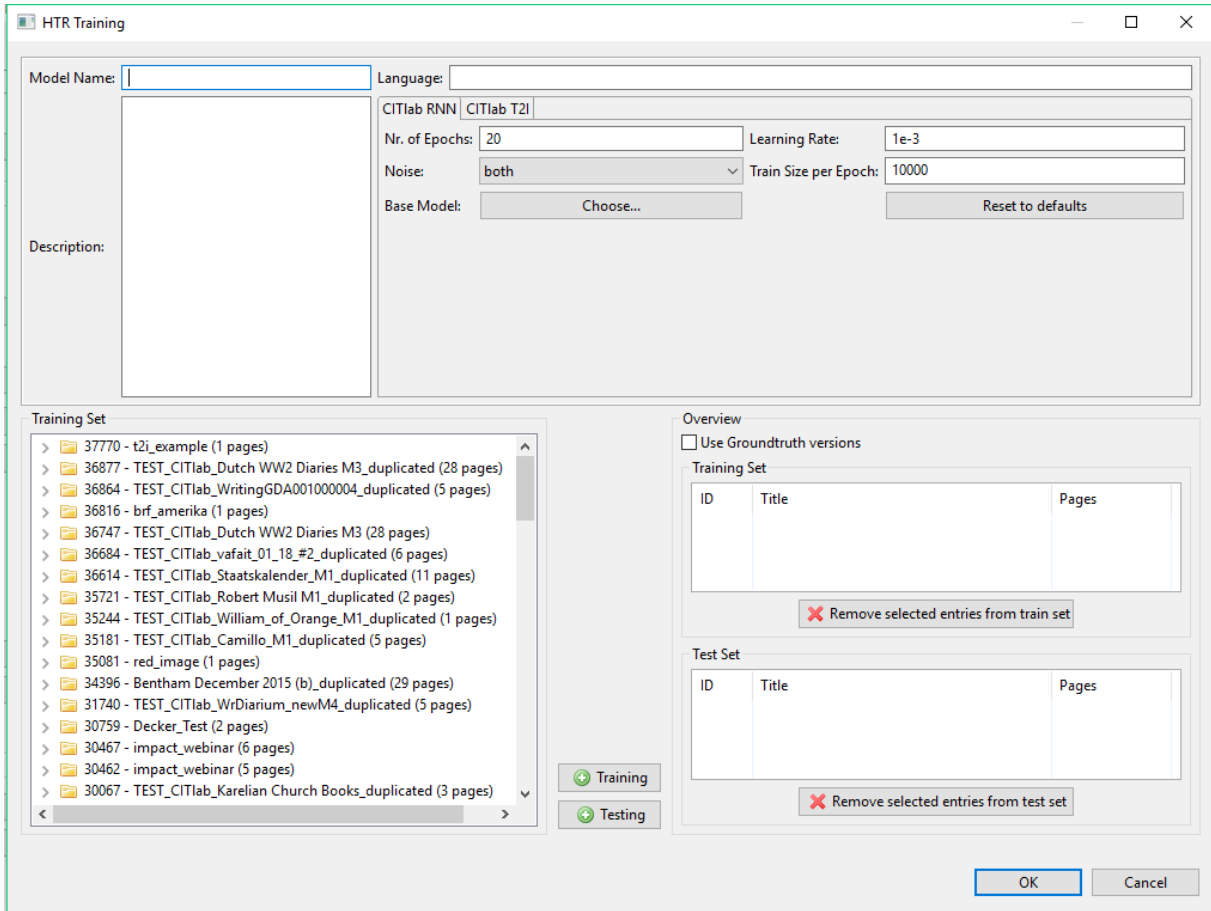 HTR Training
Model Name: Language:
CITlab RNN CITlab T2I
Nr. of Epochs: 20 Learning Rate: 1e-3
Noise: both Train Size per Epoch: 10000
Base Model: Choose... Reset to defaults
Description:
Training Set
37770 - t2i_example (1 pages)
36877 - TEST_CITlab_Dutch WW2 Diaries M3_duplicated (28 pages)
36864 - TEST_CITlab_WritingGDA001000004_duplicated (5 pages)
36816 - brf_amerika (1 pages)
36747 - TEST_CITlab_Dutch WW2 Diaries M3 (28 pages)
36684 - TEST_CITlab_vafait_01_18_#2_duplicated (6 pages)
36614 - TEST_CITlab_Staatskalender_M1_duplicated (11 pages)
35721 - TEST_CITlab_Robert Musil M1_duplicated (2 pages)
35244 - TEST_CITlab_William_of_Orange_M1_duplicated (1 pages)
35181 - TEST_CITlab_Camillo_M1_duplicated (5 pages)
35081 - red_image (1 pages)
34396 - Bentham December 2015 (b)_duplicated (29 pages)
31740 - TEST_CITlab_WrDiarium_newM4_duplicated (5 pages)
30759 - Decker_Test (2 pages)
30467 - impact_webinar (6 pages)
30462 - impact_webinar (5 pages)
30067 - TEST_CITlab_Karelian Church Books_duplicated (3 pages)
Training
Testing
Overview
Use Groundtruth versions
Training Set
ID Title Pages
Remove selected entries from train set
Test Set
ID Title Pages
Remove selected entries from test set
OK Cancel